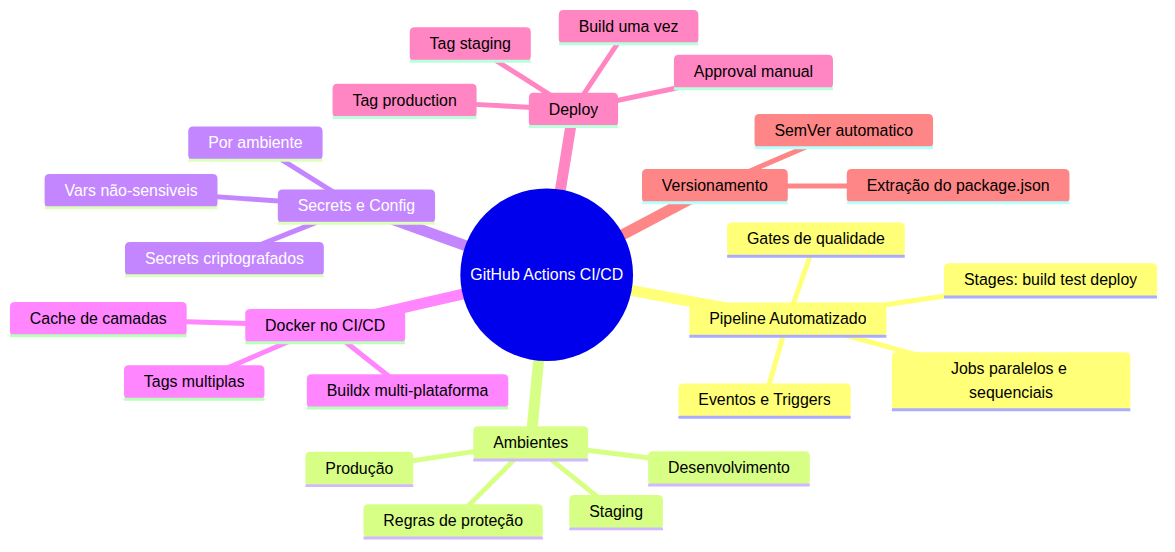 Build uma vez
Tag staging
Approval manual
Tag production
Deploy
SemVer automatico
Por ambiente
Versionamento
Extração do package.json
Vars não-sensiveis
Secrets e Config
Secrets criptografados
Gates de qualidade
GitHub Actions CI/CD
Stages: build test deploy
Pipeline Automatizado
Cache de camadas
Docker no CI/CD
Jobs paralelos e
sequenciais
Tags multiplas
Buildx multi-plataforma
Eventos e Triggers
Ambientes
Produção
Desenvolvimento
Regras de proteção
Staging